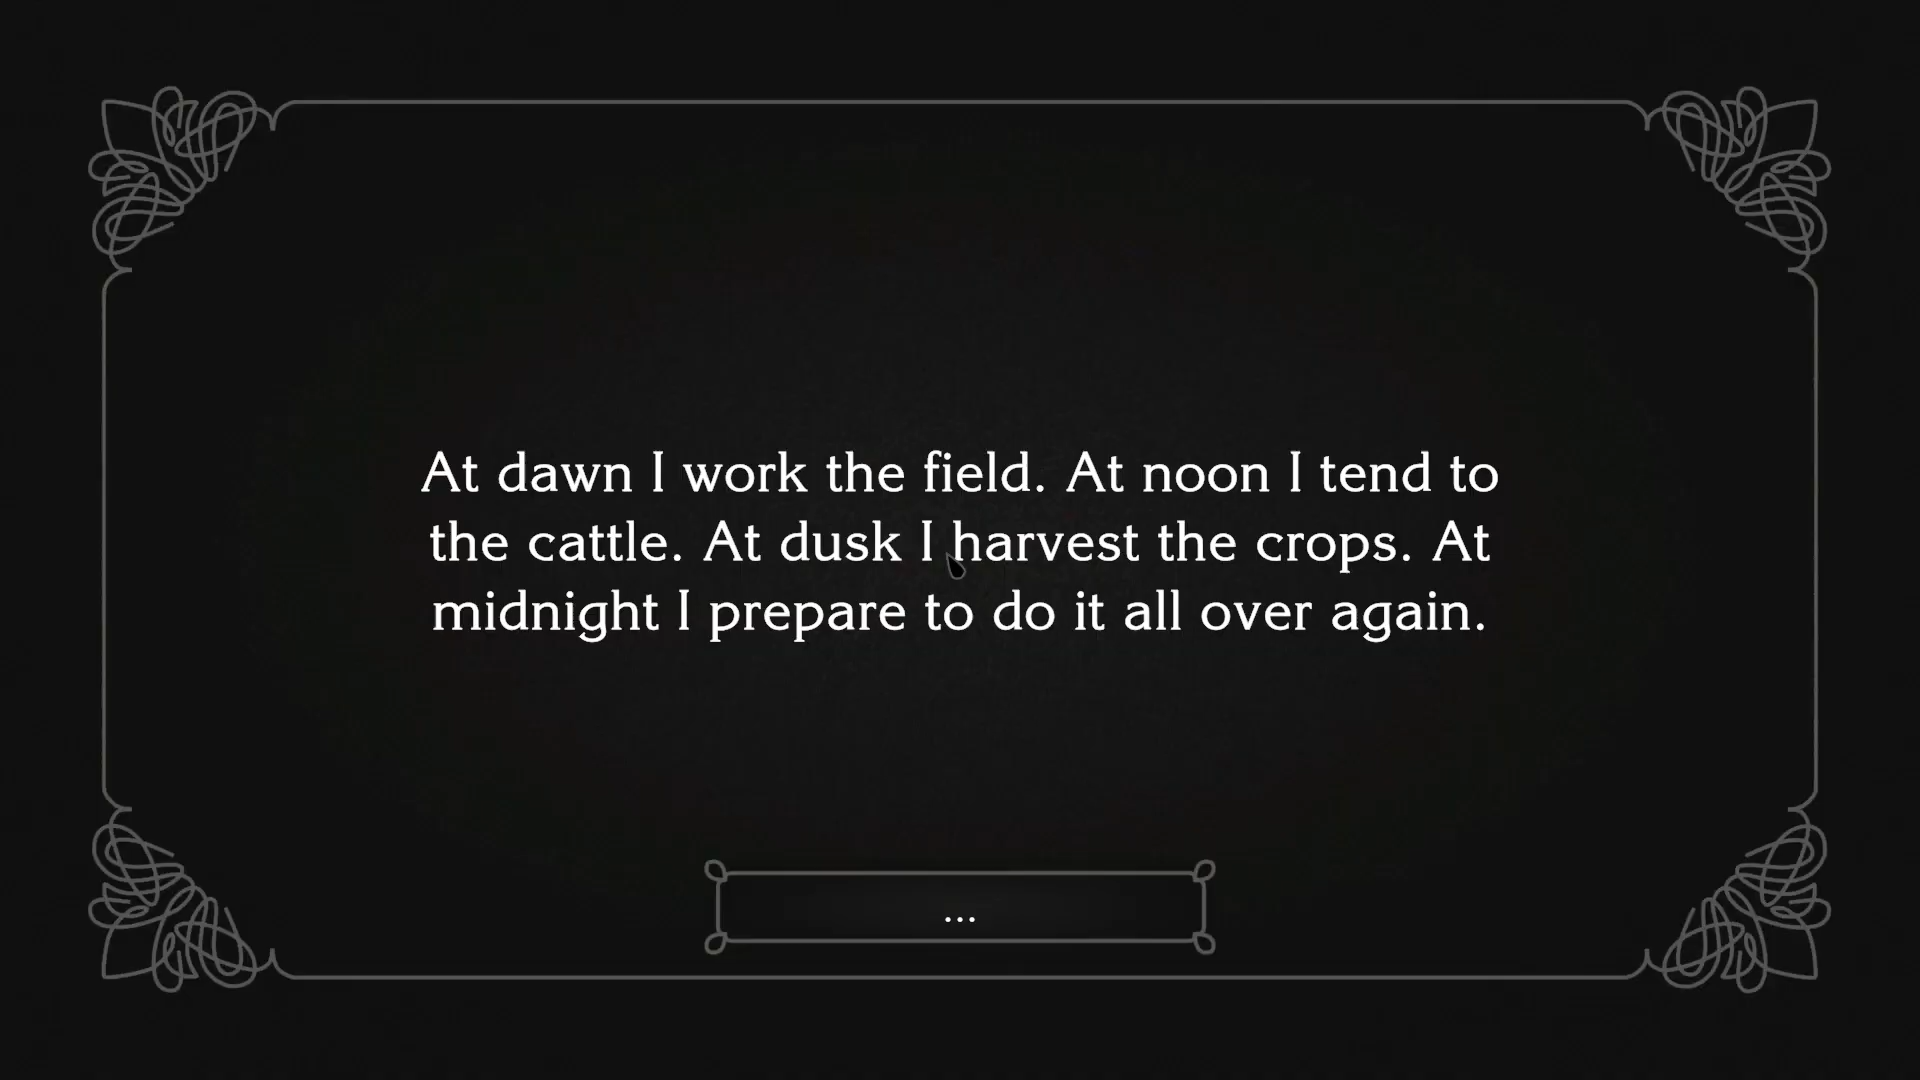 At dawn I work the field. At noon I tend to
the cattle. At dusk I harvest the crops. At
midnight I prepare to do it all over again.
...